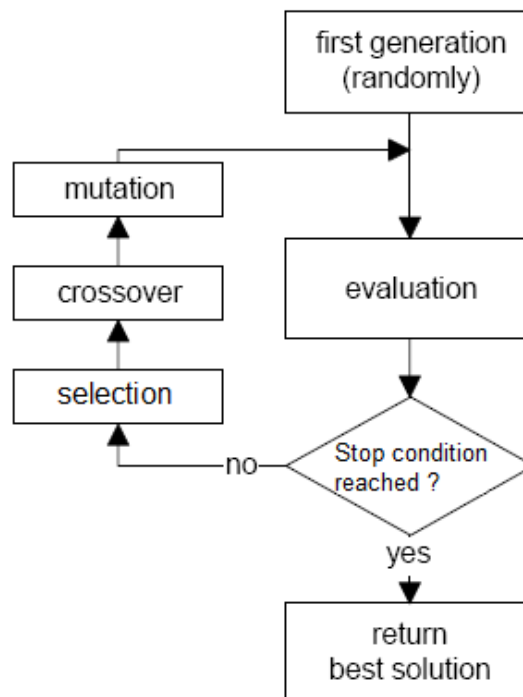 first generation
(randomly)
mutation
crossover
evaluation
selection
Stop condition
reached ?
no
yes
return
best solution